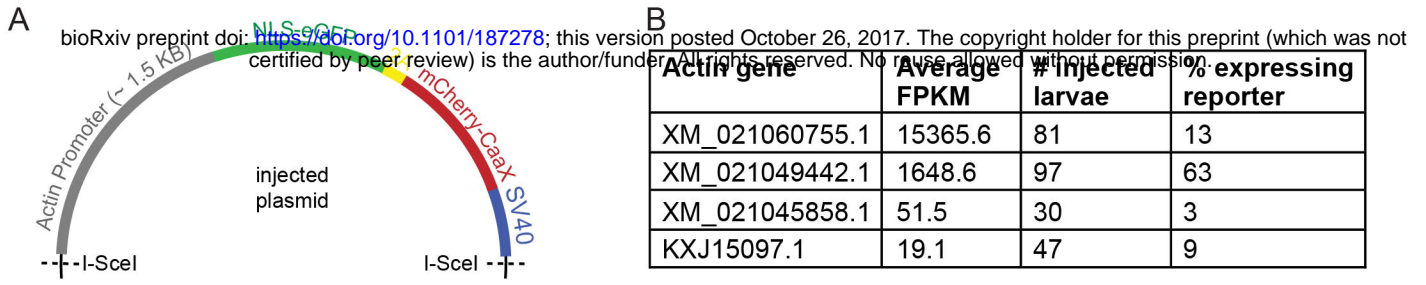 A
B
bioRxiv preprint doi: https://doi.org/10.1101/187278; this version posted October 26, 2017. The copyright holder for this preprint (which was not
certified by peer review) is the author/funder. All rights reserved. No reuse allowed without permission.
Actin Promoter (~ 1.5 KB)
NLS-eGFP
2A
mCherry-CaaX
SV40
injected
plasmid
I-SceI
I-SceI
Actin gene Average FPKM # injected larvae % expressing reporter
XM_021060755.1 15365.6 81 13
XM_021049442.1 1648.6 97 63
XM_021045858.1 51.5 30 3
KXJ15097.1 19.1 47 9